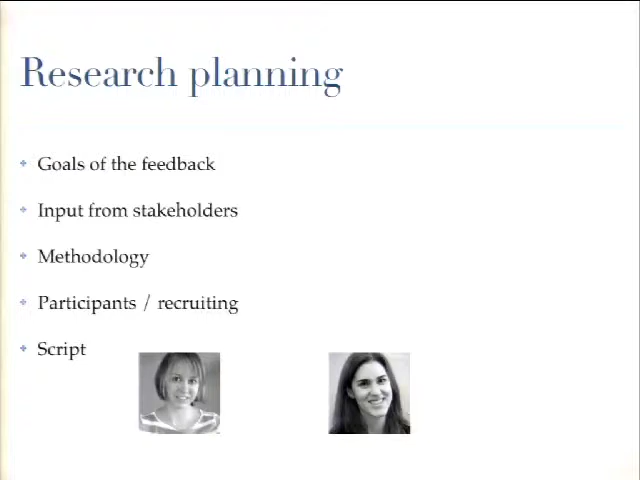 Research planning
Goals of the feedback
Input from stakeholders
Methodology
Participants / recruiting
Script